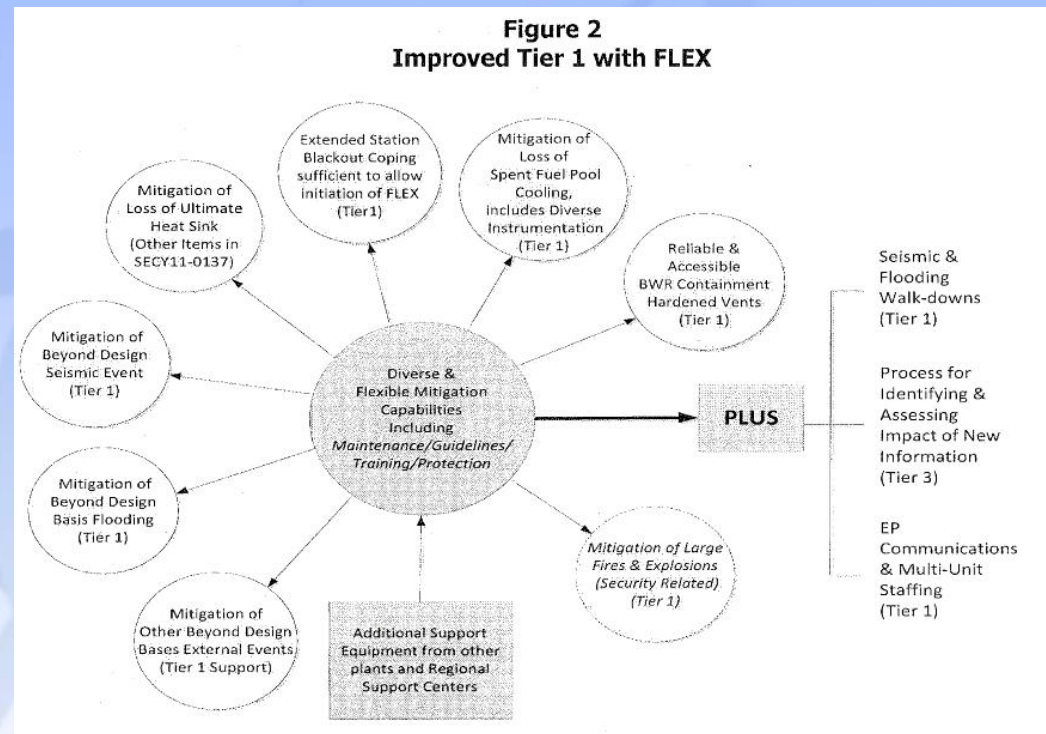 Figure 2
Improved Tier 1 with FLEX
Extended Station
Blackout Coping
sufficient to allow
initiation of FLEX
(Tier1)
Mitigation of
Loss of
Spent Fuel Pool
Cooling,
includes Diverse
Instrumentation
(Tier 1)
Mitigation of
Loss of Ultimate
Heat Sink
(Other Items in
SECY11-0137)
Reliable &
Accessible
BWR Containment
Hardened Vents
(Tier 1)
Mitigation of
Beyond Design
Seismic Event
(Tier 1)
Diverse &
Flexible Mitigation
Capabilities
Including
Maintenance/Guidelines/
Training/Protection
PLUS
Seismic &
Flooding
Walk-downs
(Tier 1)
Process for
Identifying &
Assessing
Impact of New
Information
(Tier 3)
EP
Communications
& Multi-Unit
Staffing
(Tier 1)
Mitigation of
Beyond Design
Basis Flooding
(Tier 1)
Mitigation of Large
Fires & Explosions
(Security Related)
(Tier 1)
Mitigation of
Other Beyond Design
Bases External Events
(Tier 1 Support)
Additional Support
Equipment from other
plants and Regional
Support Centers